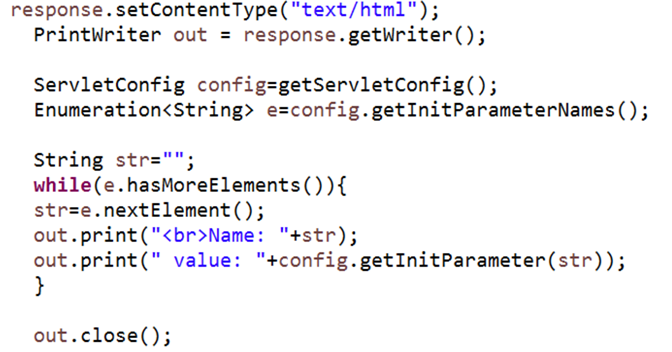 response.setContentType("text/html");
PrintWriter out = response.getWriter();
ServletConfig config=getServletConfig();
Enumeration<String> e=config.getInitParameterNames();
String str="";
while(e.hasMoreElements()){
str=e.nextElement();
out.print("<br>Name: "+str);
out.print(" value: "+config.getInitParameter(str));
}
out.close();